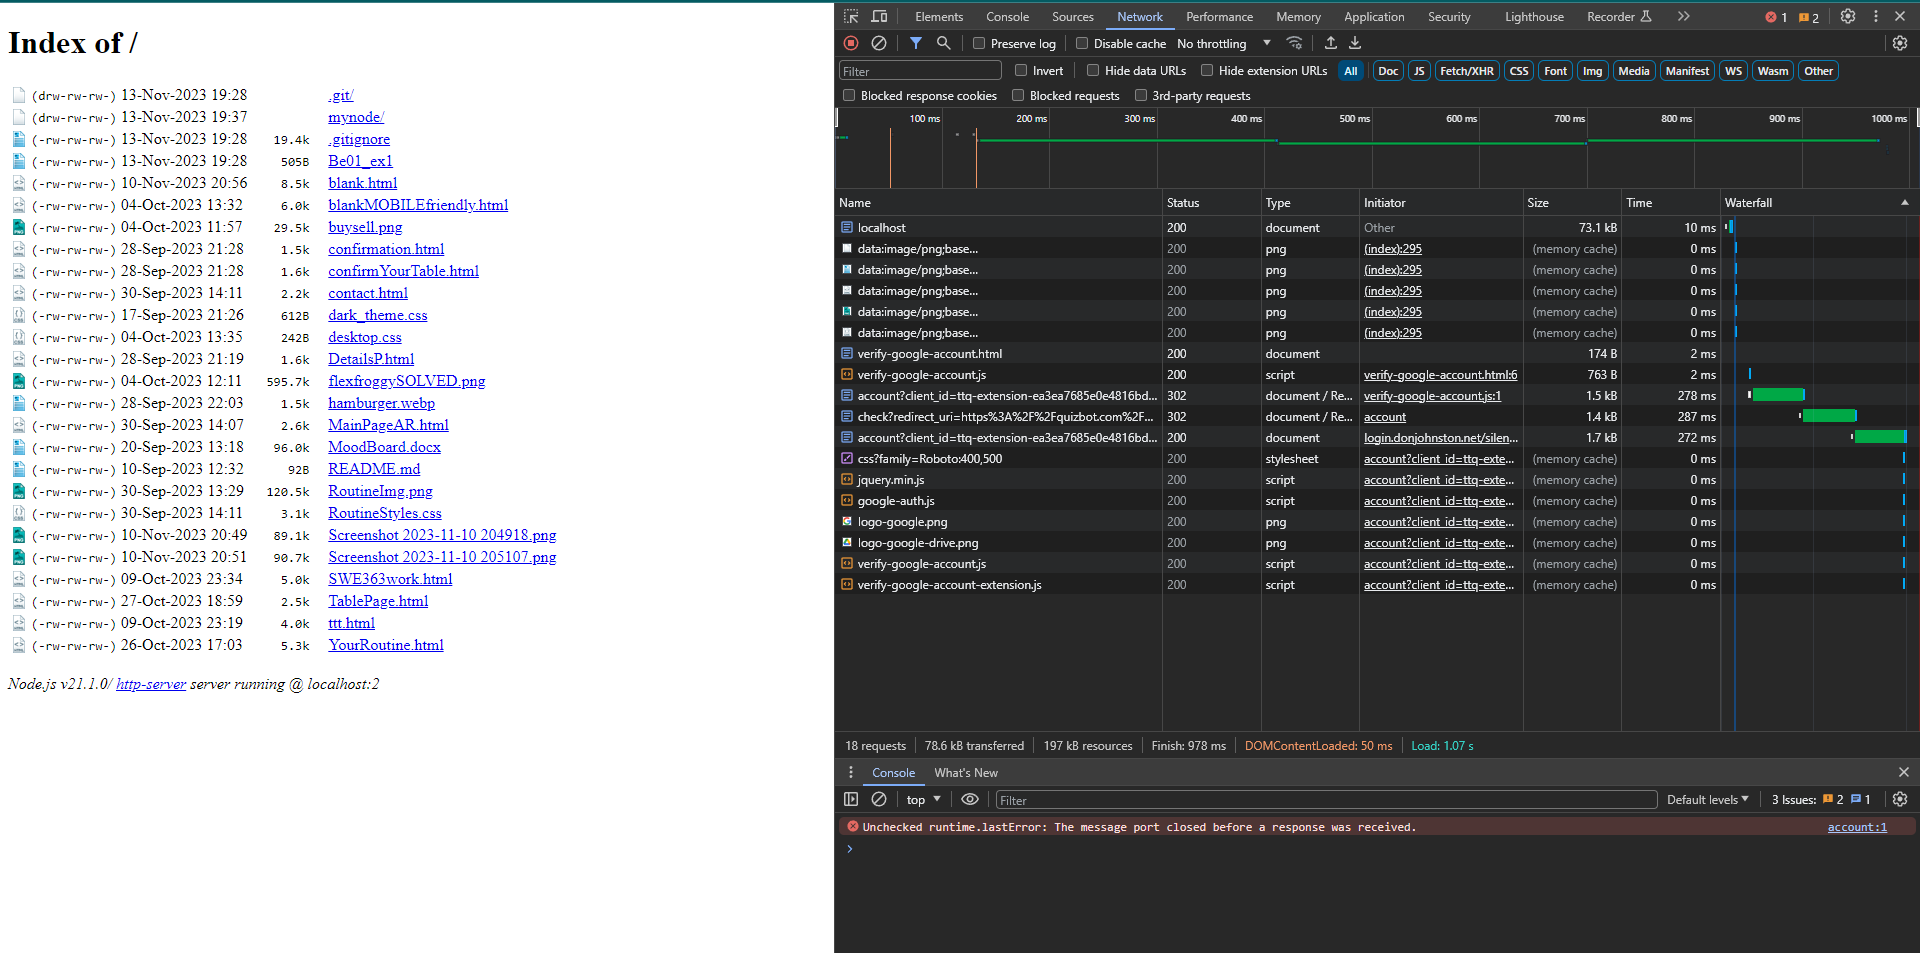 Index of /
(drw-rw-rw-) 13-Nov-2023 19:28 .git/
(drw-rw-rw-) 13-Nov-2023 19:37 mynode/
(-rw-rw-rw-) 13-Nov-2023 19:28 19.4k .gitignore
(-rw-rw-rw-) 13-Nov-2023 19:28 505B Be01_ex1
(-rw-rw-rw-) 10-Nov-2023 20:56 8.5k blank.html
(-rw-rw-rw-) 04-Oct-2023 13:32 6.0k blankMOBILEfriendly.html
(-rw-rw-rw-) 04-Oct-2023 11:57 29.5k buysell.png
(-rw-rw-rw-) 28-Sep-2023 21:28 1.5k confirmation.html
(-rw-rw-rw-) 28-Sep-2023 21:28 1.6k confirmYourTable.html
(-rw-rw-rw-) 30-Sep-2023 14:11 2.2k contact.html
(-rw-rw-rw-) 17-Sep-2023 21:26 612B dark_theme.css
(-rw-rw-rw-) 04-Oct-2023 13:35 242B desktop.css
(-rw-rw-rw-) 28-Sep-2023 21:19 1.6k DetailsP.html
(-rw-rw-rw-) 04-Oct-2023 12:11 595.7k flexfroggySOLVED.png
(-rw-rw-rw-) 28-Sep-2023 22:03 1.5k hamburger.webp
(-rw-rw-rw-) 30-Sep-2023 14:07 2.6k MainPageAR.html
(-rw-rw-rw-) 20-Sep-2023 13:18 96.0k MoodBoard.docx
(-rw-rw-rw-) 10-Sep-2023 12:32 92B README.md
(-rw-rw-rw-) 30-Sep-2023 13:29 120.5k RoutineImg.png
(-rw-rw-rw-) 30-Sep-2023 14:11 3.1k RoutineStyles.css
(-rw-rw-rw-) 10-Nov-2023 20:49 89.1k Screenshot 2023-11-10 204918.png
(-rw-rw-rw-) 10-Nov-2023 20:51 90.7k Screenshot 2023-11-10 205107.png
(-rw-rw-rw-) 09-Oct-2023 23:34 5.0k SWE363work.html
(-rw-rw-rw-) 27-Oct-2023 18:59 2.5k TablePage.html
(-rw-rw-rw-) 09-Oct-2023 23:19 4.0k ttt.html
(-rw-rw-rw-) 26-Oct-2023 17:03 5.3k YourRoutine.html
Node.js v21.1.0/ http-server server running @ localhost:2
Elements Console Sources Network Performance Memory Application Security Lighthouse Recorder 1 2
Preserve log Disable cache No throttling
Filter Invert Hide data URLs Hide extension URLs All Doc JS Fetch/XHR CSS Font Img Media Manifest WS Wasm Other
Blocked response cookies Blocked requests 3rd-party requests
100 ms 200 ms 300 ms 400 ms 500 ms 600 ms 700 ms 800 ms 900 ms 1000 ms
Name Status Type Initiator Size Time Waterfall
localhost 200 document Other 73.1 kB 10 ms
data:image/png;base... 200 png (index):295 (memory cache) 0 ms
data:image/png;base... 200 png (index):295 (memory cache) 0 ms
data:image/png;base... 200 png (index):295 (memory cache) 0 ms
data:image/png;base... 200 png (index):295 (memory cache) 0 ms
data:image/png;base... 200 png (index):295 (memory cache) 0 ms
verify-google-account.html 200 document 174 B 2 ms
verify-google-account.js 200 script verify-google-account.html:6 763 B 2 ms
account?client_id=ttq-extension-ea3ea7685e0e4816bd... 302 document / Re... verify-google-account.js:1 1.5 kB 278 ms
check?redirect_uri=https%3A%2F%2Fquizbot.com%2F... 302 document / Re... account 1.4 kB 287 ms
account?client_id=ttq-extension-ea3ea7685e0e4816bd... 200 document login.donjohnston.net/silen... 1.7 kB 272 ms
css?family=Roboto:400,500 200 stylesheet account?client_id=ttq-exte... (memory cache) 0 ms
jquery.min.js 200 script account?client_id=ttq-exte... (memory cache) 0 ms
google-auth.js 200 script account?client_id=ttq-exte... (memory cache) 0 ms
logo-google.png 200 png account?client_id=ttq-exte... (memory cache) 0 ms
logo-google-drive.png 200 png account?client_id=ttq-exte... (memory cache) 0 ms
verify-google-account.js 200 script account?client_id=ttq-exte... (memory cache) 0 ms
verify-google-account-extension.js 200 script account?client_id=ttq-exte... (memory cache) 0 ms
18 requests 78.6 kB transferred 197 kB resources Finish: 978 ms DOMContentLoaded: 50 ms Load: 1.07 s
Console What's New
top Filter Default levels 3 Issues: 2 1
Unchecked runtime.lastError: The message port closed before a response was received. account:1